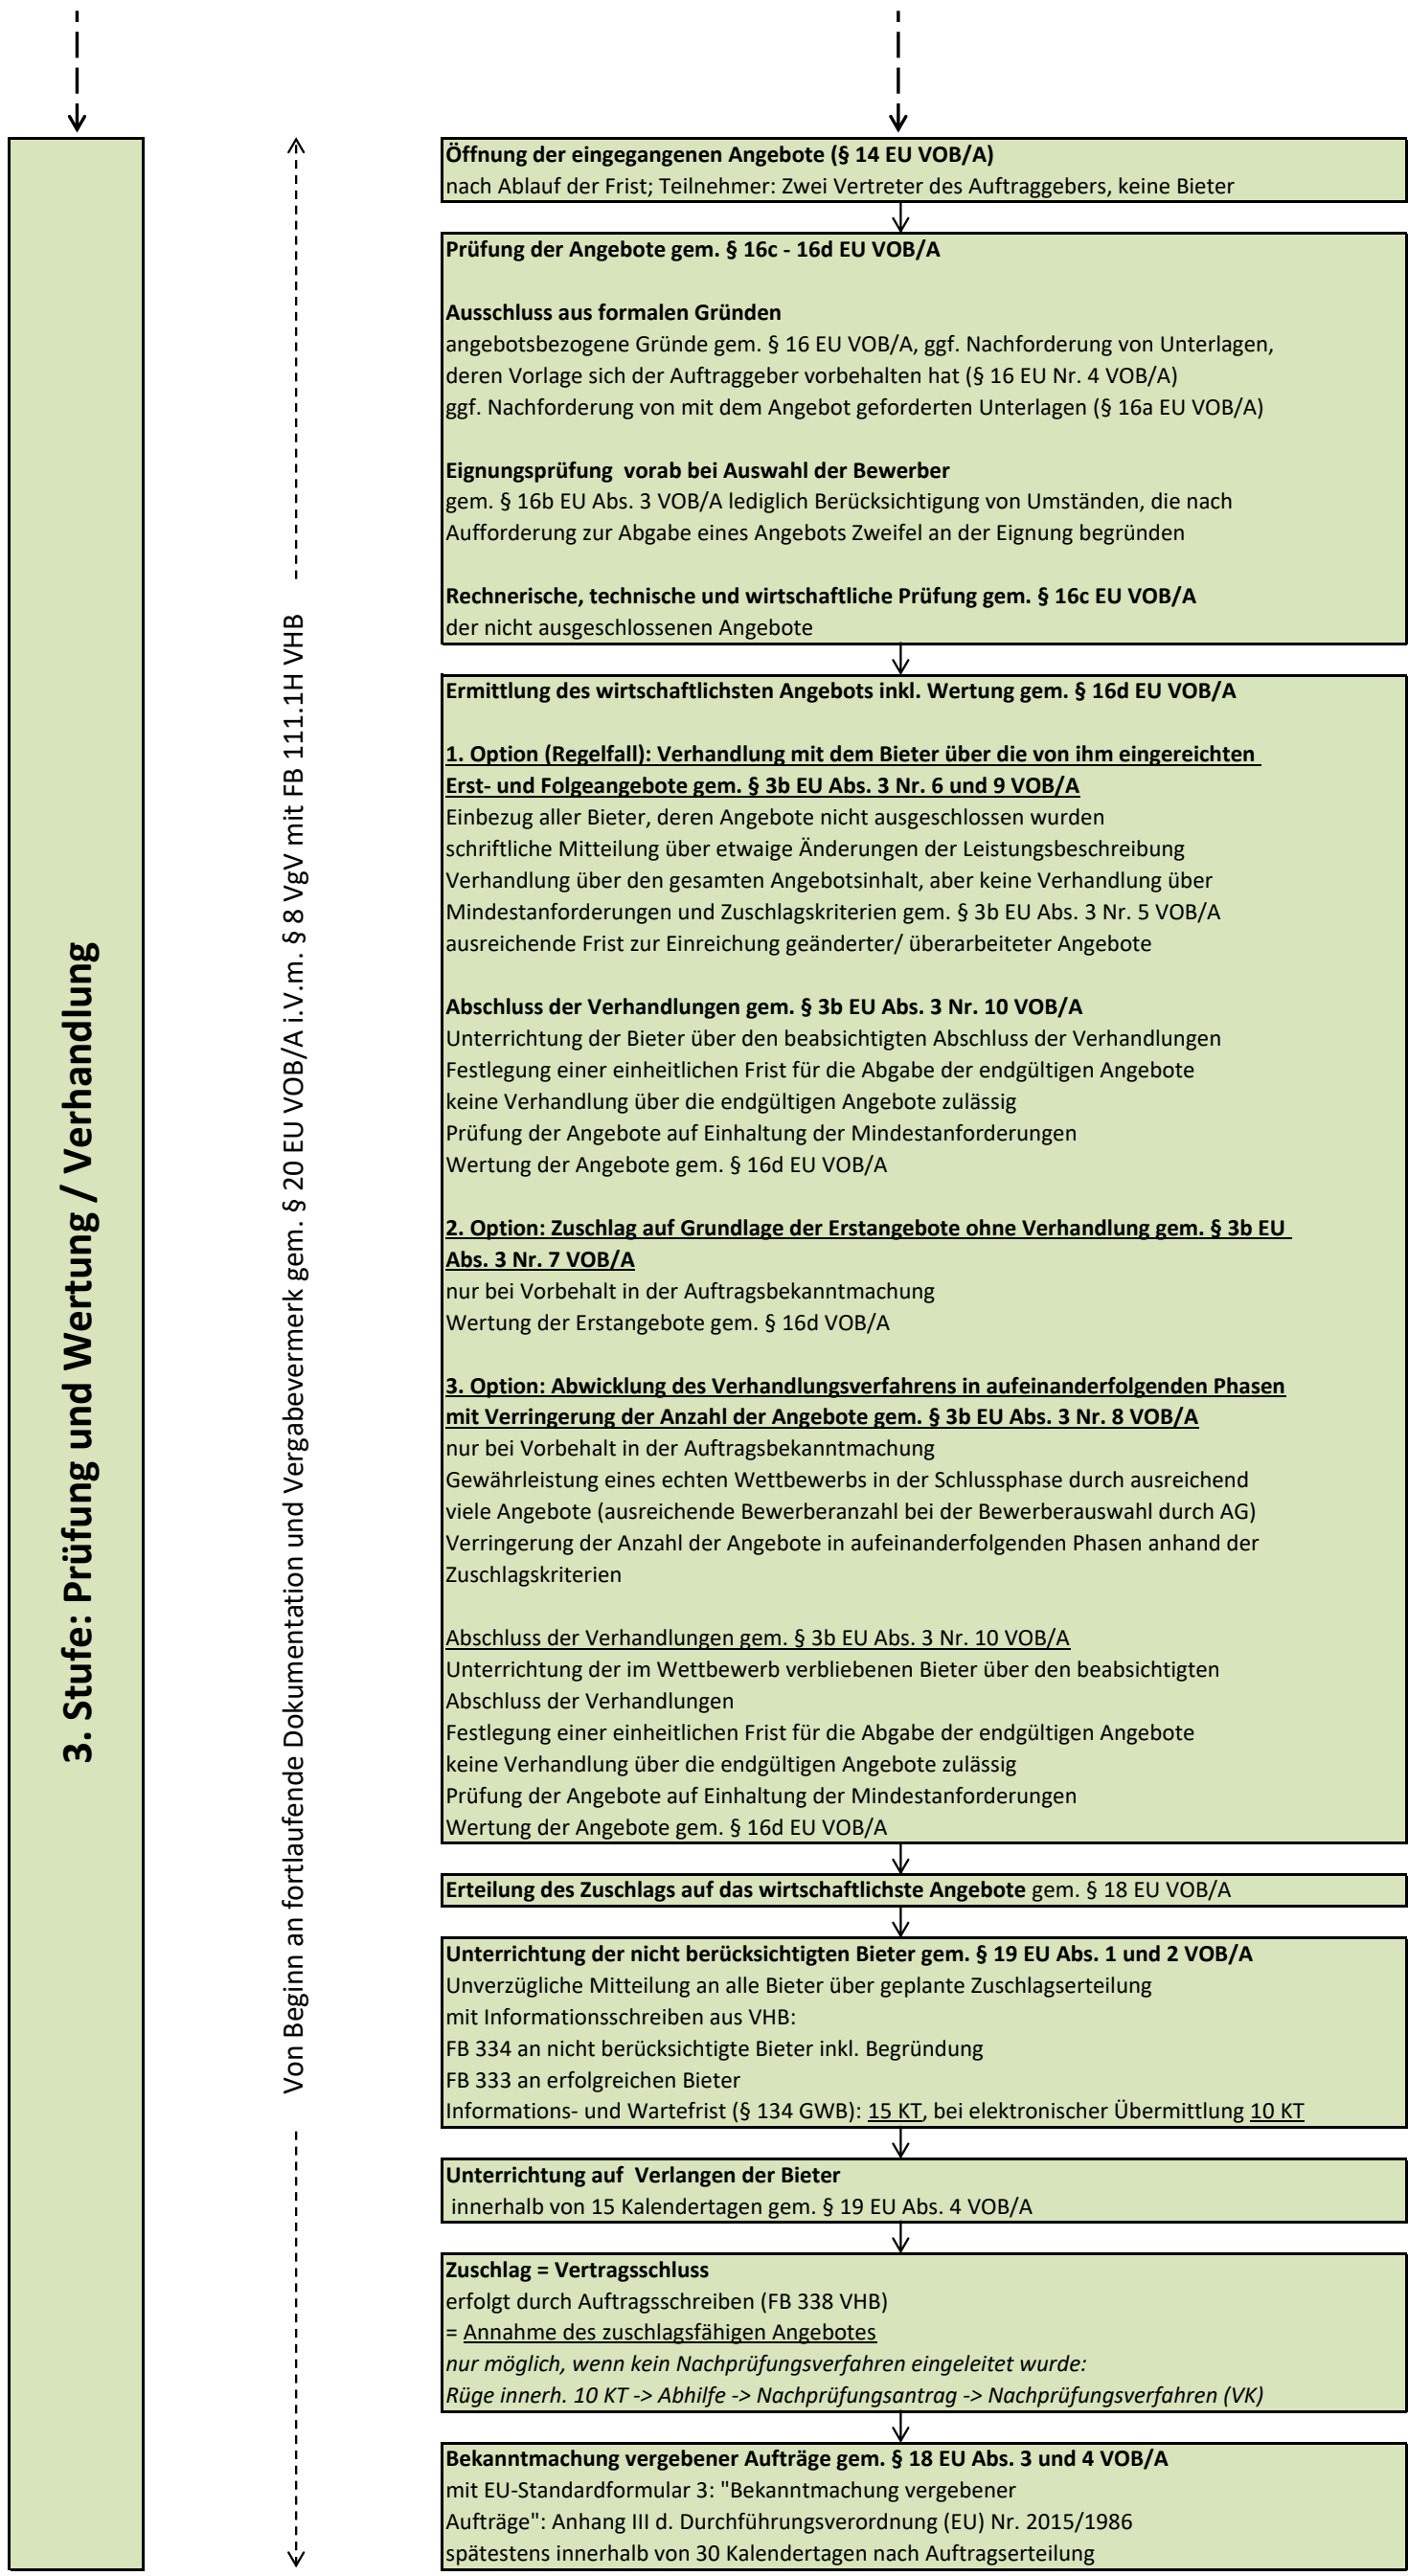 3. Stufe: Prüfung und Wertung / Verhandlung
Von Beginn an fortlaufende Dokumentation und Vergabevermerk gem. § 20 EU VOB/A i.V.m. § 8 VgV mit FB 111.1H VHB
Öffnung der eingegangenen Angebote (§ 14 EU VOB/A)
nach Ablauf der Frist; Teilnehmer: Zwei Vertreter des Auftraggebers, keine Bieter
Prüfung der Angebote gem. § 16c - 16d EU VOB/A
Ausschluss aus formalen Gründen
angebotsbezogene Gründe gem. § 16 EU VOB/A, ggf. Nachforderung von Unterlagen,
deren Vorlage sich der Auftraggeber vorbehalten hat (§ 16 EU Nr. 4 VOB/A)
ggf. Nachforderung von mit dem Angebot geforderten Unterlagen (§ 16a EU VOB/A)
Eignungsprüfung  vorab bei Auswahl der Bewerber
gem. § 16b EU Abs. 3 VOB/A lediglich Berücksichtigung von Umständen, die nach
Aufforderung zur Abgabe eines Angebots Zweifel an der Eignung begründen
Rechnerische, technische und wirtschaftliche Prüfung gem. § 16c EU VOB/A
der nicht ausgeschlossenen Angebote
Ermittlung des wirtschaftlichsten Angebots inkl. Wertung gem. § 16d EU VOB/A
1. Option (Regelfall): Verhandlung mit dem Bieter über die von ihm eingereichten
Erst- und Folgeangebote gem. § 3b EU Abs. 3 Nr. 6 und 9 VOB/A
Einbezug aller Bieter, deren Angebote nicht ausgeschlossen wurden
schriftliche Mitteilung über etwaige Änderungen der Leistungsbeschreibung
Verhandlung über den gesamten Angebotsinhalt, aber keine Verhandlung über
Mindestanforderungen und Zuschlagskriterien gem. § 3b EU Abs. 3 Nr. 5 VOB/A
ausreichende Frist zur Einreichung geänderter/ überarbeiteter Angebote
Abschluss der Verhandlungen gem. § 3b EU Abs. 3 Nr. 10 VOB/A
Unterrichtung der Bieter über den beabsichtigten Abschluss der Verhandlungen
Festlegung einer einheitlichen Frist für die Abgabe der endgültigen Angebote
keine Verhandlung über die endgültigen Angebote zulässig
Prüfung der Angebote auf Einhaltung der Mindestanforderungen
Wertung der Angebote gem. § 16d EU VOB/A
2. Option: Zuschlag auf Grundlage der Erstangebote ohne Verhandlung gem. § 3b EU
Abs. 3 Nr. 7 VOB/A
nur bei Vorbehalt in der Auftragsbekanntmachung
Wertung der Erstangebote gem. § 16d VOB/A
3. Option: Abwicklung des Verhandlungsverfahrens in aufeinanderfolgenden Phasen
mit Verringerung der Anzahl der Angebote gem. § 3b EU Abs. 3 Nr. 8 VOB/A
nur bei Vorbehalt in der Auftragsbekanntmachung
Gewährleistung eines echten Wettbewerbs in der Schlussphase durch ausreichend
viele Angebote (ausreichende Bewerberanzahl bei der Bewerberauswahl durch AG)
Verringerung der Anzahl der Angebote in aufeinanderfolgenden Phasen anhand der
Zuschlagskriterien
Abschluss der Verhandlungen gem. § 3b EU Abs. 3 Nr. 10 VOB/A
Unterrichtung der im Wettbewerb verbliebenen Bieter über den beabsichtigten
Abschluss der Verhandlungen
Festlegung einer einheitlichen Frist für die Abgabe der endgültigen Angebote
keine Verhandlung über die endgültigen Angebote zulässig
Prüfung der Angebote auf Einhaltung der Mindestanforderungen
Wertung der Angebote gem. § 16d EU VOB/A
Erteilung des Zuschlags auf das wirtschaftlichste Angebote gem. § 18 EU VOB/A
Unterrichtung der nicht berücksichtigten Bieter gem. § 19 EU Abs. 1 und 2 VOB/A
Unverzügliche Mitteilung an alle Bieter über geplante Zuschlagserteilung
mit Informationsschreiben aus VHB:
FB 334 an nicht berücksichtigte Bieter inkl. Begründung
FB 333 an erfolgreichen Bieter
Informations- und Wartefrist (§ 134 GWB): 15 KT, bei elektronischer Übermittlung 10 KT
Unterrichtung auf  Verlangen der Bieter
innerhalb von 15 Kalendertagen gem. § 19 EU Abs. 4 VOB/A
Zuschlag = Vertragsschluss
erfolgt durch Auftragsschreiben (FB 338 VHB)
= Annahme des zuschlagsfähigen Angebotes
nur möglich, wenn kein Nachprüfungsverfahren eingeleitet wurde:
Rüge innerh. 10 KT -> Abhilfe -> Nachprüfungsantrag -> Nachprüfungsverfahren (VK)
Bekanntmachung vergebener Aufträge gem. § 18 EU Abs. 3 und 4 VOB/A
mit EU-Standardformular 3: "Bekanntmachung vergebener
Aufträge": Anhang III d. Durchführungsverordnung (EU) Nr. 2015/1986
spätestens innerhalb von 30 Kalendertagen nach Auftragserteilung